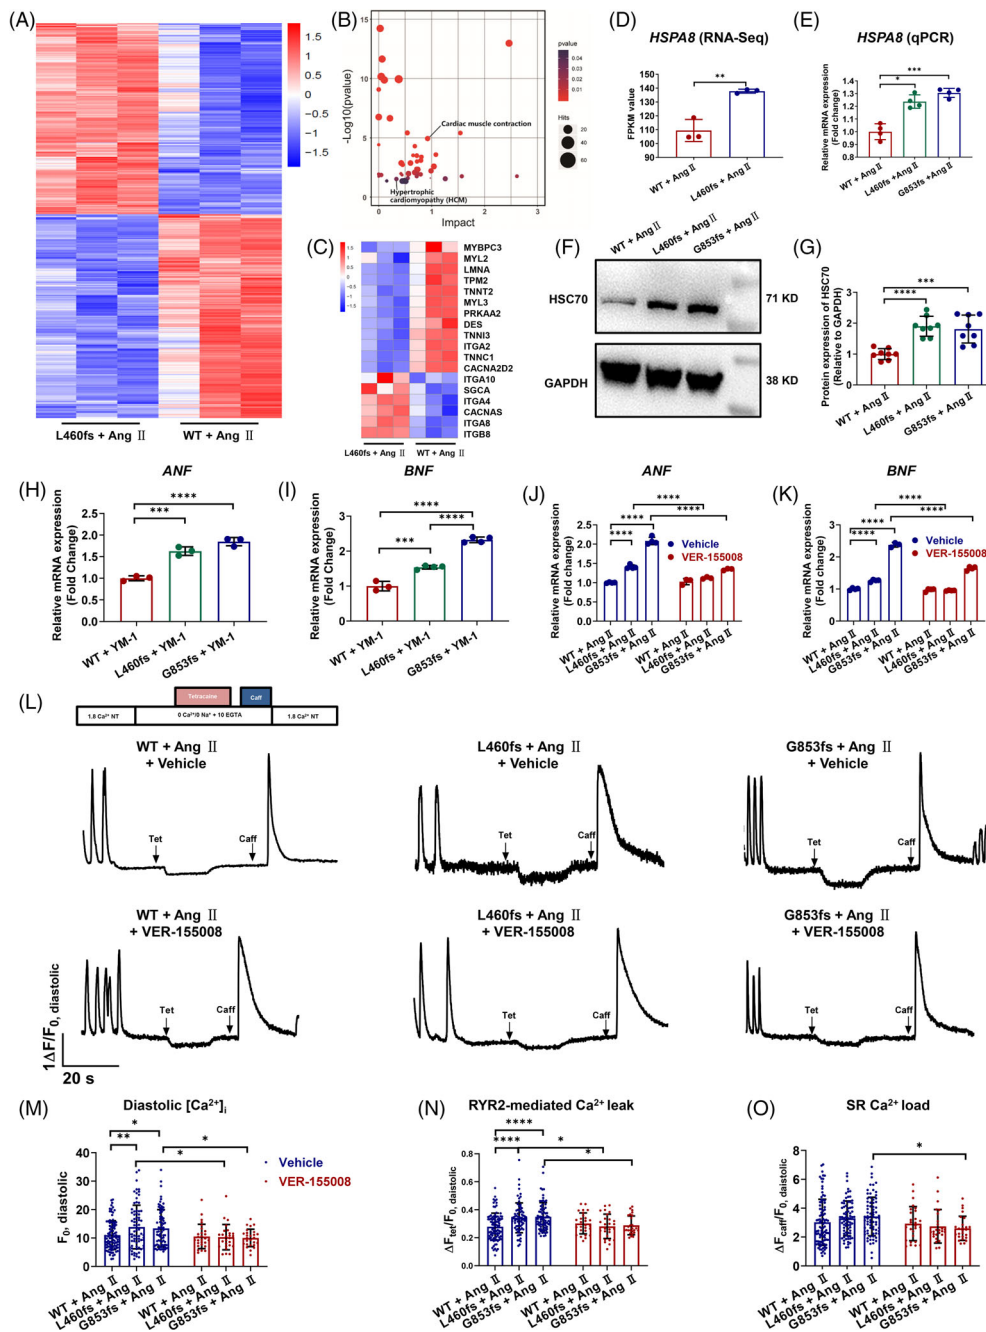 (A)
1.5
1
0.5
0
−0.5
−1
−1.5
L460fs + Ang Ⅱ
WT + Ang Ⅱ
(B)
-Log10(pvalue)
15
10
5
0
0
1
2
3
Impact
Cardiac muscle contraction
Hypertrophic
cardiomyopathy (HCM)
pvalue
0.04
0.03
0.02
0.01
Hits
20
40
60
(C)
1.5
1
0.5
0
−0.5
−1
−1.5
MYBPC3
MYL2
LMNA
TPM2
TNNT2
MYL3
PRKAA2
DES
TNNI3
ITGA2
TNNC1
CACNA2D2
ITGA10
SGCA
ITGA4
CACNAS
ITGA8
ITGB8
L460fs + Ang Ⅱ
WT + Ang Ⅱ
(D)
HSPA8 (RNA-Seq)
FPKM value
150
140
130
120
110
100
90
**
WT + Ang Ⅱ
L460fs + Ang Ⅱ
(E)
HSPA8 (qPCR)
Relative mRNA expression
(Fold change)
1.4
1.3
1.2
1.1
1.0
0.9
0.8
***
*
WT + Ang Ⅱ
L460fs +Ang Ⅱ
G853fs +Ang Ⅱ
(F)
WT + Ang Ⅱ
L460fs + Ang Ⅱ
G853fs + Ang Ⅱ
HSC70
71 KD
GAPDH
38 KD
(G)
Protein expression of HSC70
(Relative to GAPDH)
3
2
1
0
***
****
WT + Ang Ⅱ
L460fs + Ang Ⅱ
G853fs + Ang Ⅱ
(H)
ANF
Relative mRNA expression
(Fold Change)
2.5
2.0
1.5
1.0
0.5
0.0
****
***
WT + YM-1
L460fs + YM-1
G853fs + YM-1
(I)
BNF
Relative mRNA expression
(Fold Change)
3
2
1
0
****
****
***
WT + YM-1
L460fs + YM-1
G853fs + YM-1
(J)
ANF
Relative mRNA expression
(Fold Change)
2.5
2.0
1.5
1.0
0.5
0.0
****
****
****
****
Vehicle
VER-155008
WT + Ang Ⅱ
L460fs + Ang Ⅱ
G853fs + Ang Ⅱ
WT + Ang Ⅱ
L460fs + Ang Ⅱ
G853fs + Ang Ⅱ
(K)
BNF
Relative mRNA expression
(Fold Change)
3
2
1
0
****
****
****
****
Vehicle
VER-155008
WT + Ang Ⅱ
L460fs + Ang Ⅱ
G853fs + Ang Ⅱ
WT + Ang Ⅱ
L460fs + Ang Ⅱ
G853fs + Ang Ⅱ
(L)
Tetracame
Caff
1.8 Ca²⁺ NT
0 Ca²⁺/0 Na⁺ + 10 EGTA
1.8 Ca²⁺ NT
WT + Ang Ⅱ
+ Vehicle
Tet
Caff
L460fs + Ang Ⅱ
+ Vehicle
Tet
Caff
G853fs + Ang Ⅱ
+ Vehicle
Tet
Caff
WT + Ang Ⅱ
+ VER-155008
Tet
Caff
L460fs + Ang Ⅱ
+ VER-155008
Tet
Caff
G853fs + Ang Ⅱ
+ VER-155008
Tet
Caff
1ΔF/F0, diastolic
20 s
(M)
Diastolic [Ca²⁺]i
F0, diastolic
40
30
20
10
0
*
**
*
*
Vehicle
VER-155008
WT + Ang Ⅱ
L460fs + Ang Ⅱ
G853fs + Ang Ⅱ
WT + Ang Ⅱ
L460fs + Ang Ⅱ
G853fs + Ang Ⅱ
(N)
RYR2-mediated Ca²⁺ leak
ΔFtet/F0, daistolic
0.8
0.6
0.4
0.2
0.0
****
****
*
*
WT + Ang Ⅱ
L460fs + Ang Ⅱ
G853fs + Ang Ⅱ
WT + Ang Ⅱ
L460fs + Ang Ⅱ
G853fs + Ang Ⅱ
(O)
SR Ca²⁺ load
ΔFcaff/F0, daistolic
8
6
4
2
0
*
WT + Ang Ⅱ
L460fs + Ang Ⅱ
G853fs + Ang Ⅱ
WT + Ang Ⅱ
L460fs + Ang Ⅱ
G853fs + Ang Ⅱ